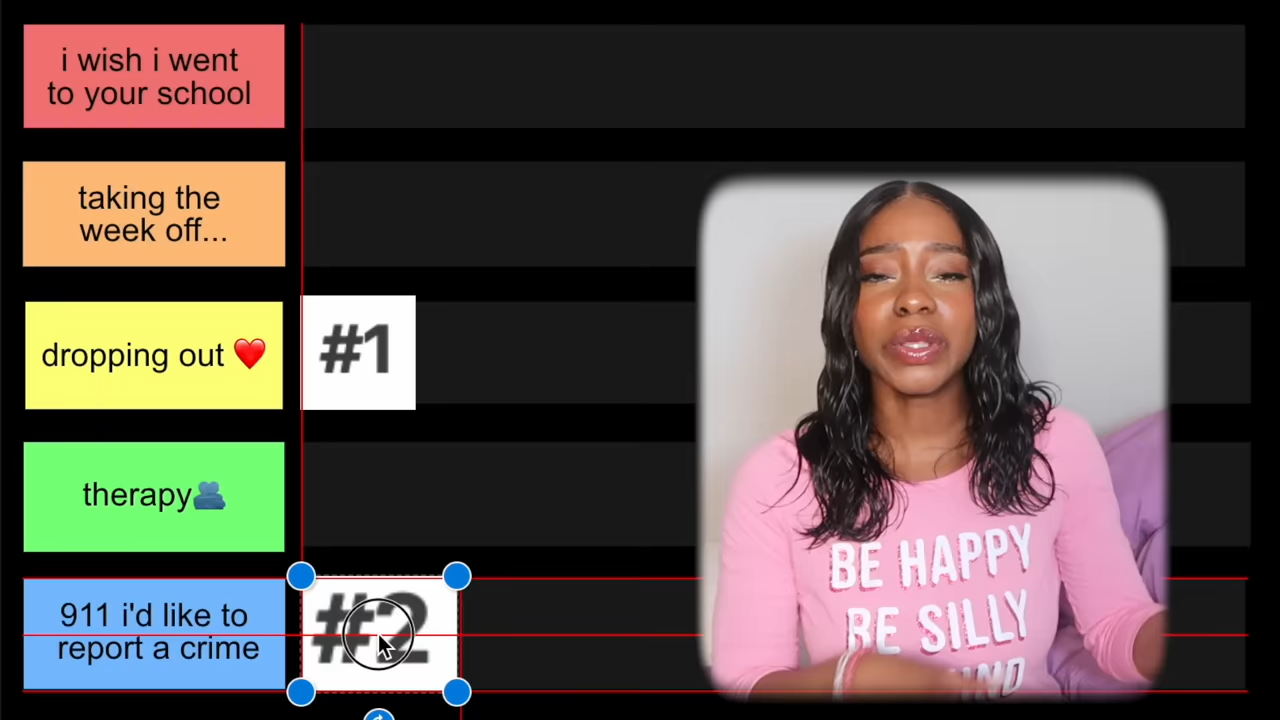 i wish i went
to your school
taking the
week off...
dropping out ❤️
#1
therapy🫂
911 i'd like to
report a crime
#2
BE HAPPY
BE SILLY